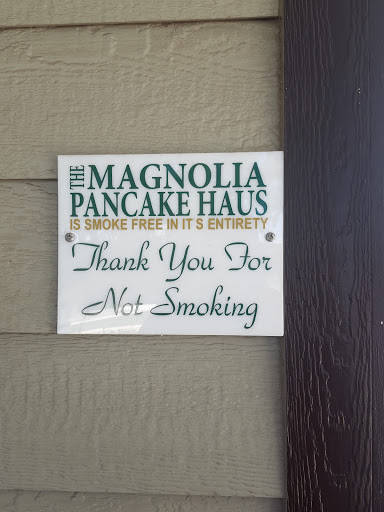 THE MAGNOLIA
PANCAKE HAUS
IS SMOKE FREE IN IT S ENTIRETY
Thank You For
Not Smoking